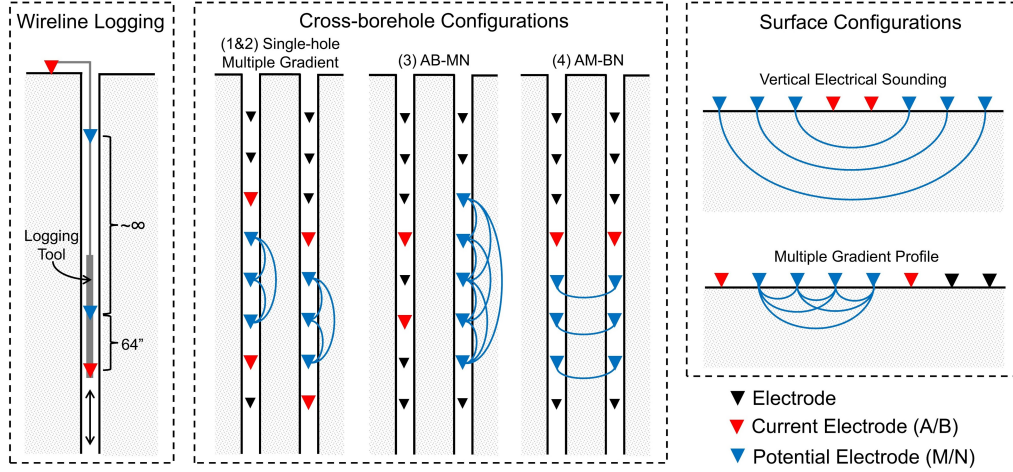 Wireline Logging
Logging
Tool
~∞
64”
Cross-borehole Configurations
(1&2) Single-hole
Multiple Gradient
(3) AB-MN
(4) AM-BN
Surface Configurations
Vertical Electrical Sounding
Multiple Gradient Profile
Electrode
Current Electrode (A/B)
Potential Electrode (M/N)